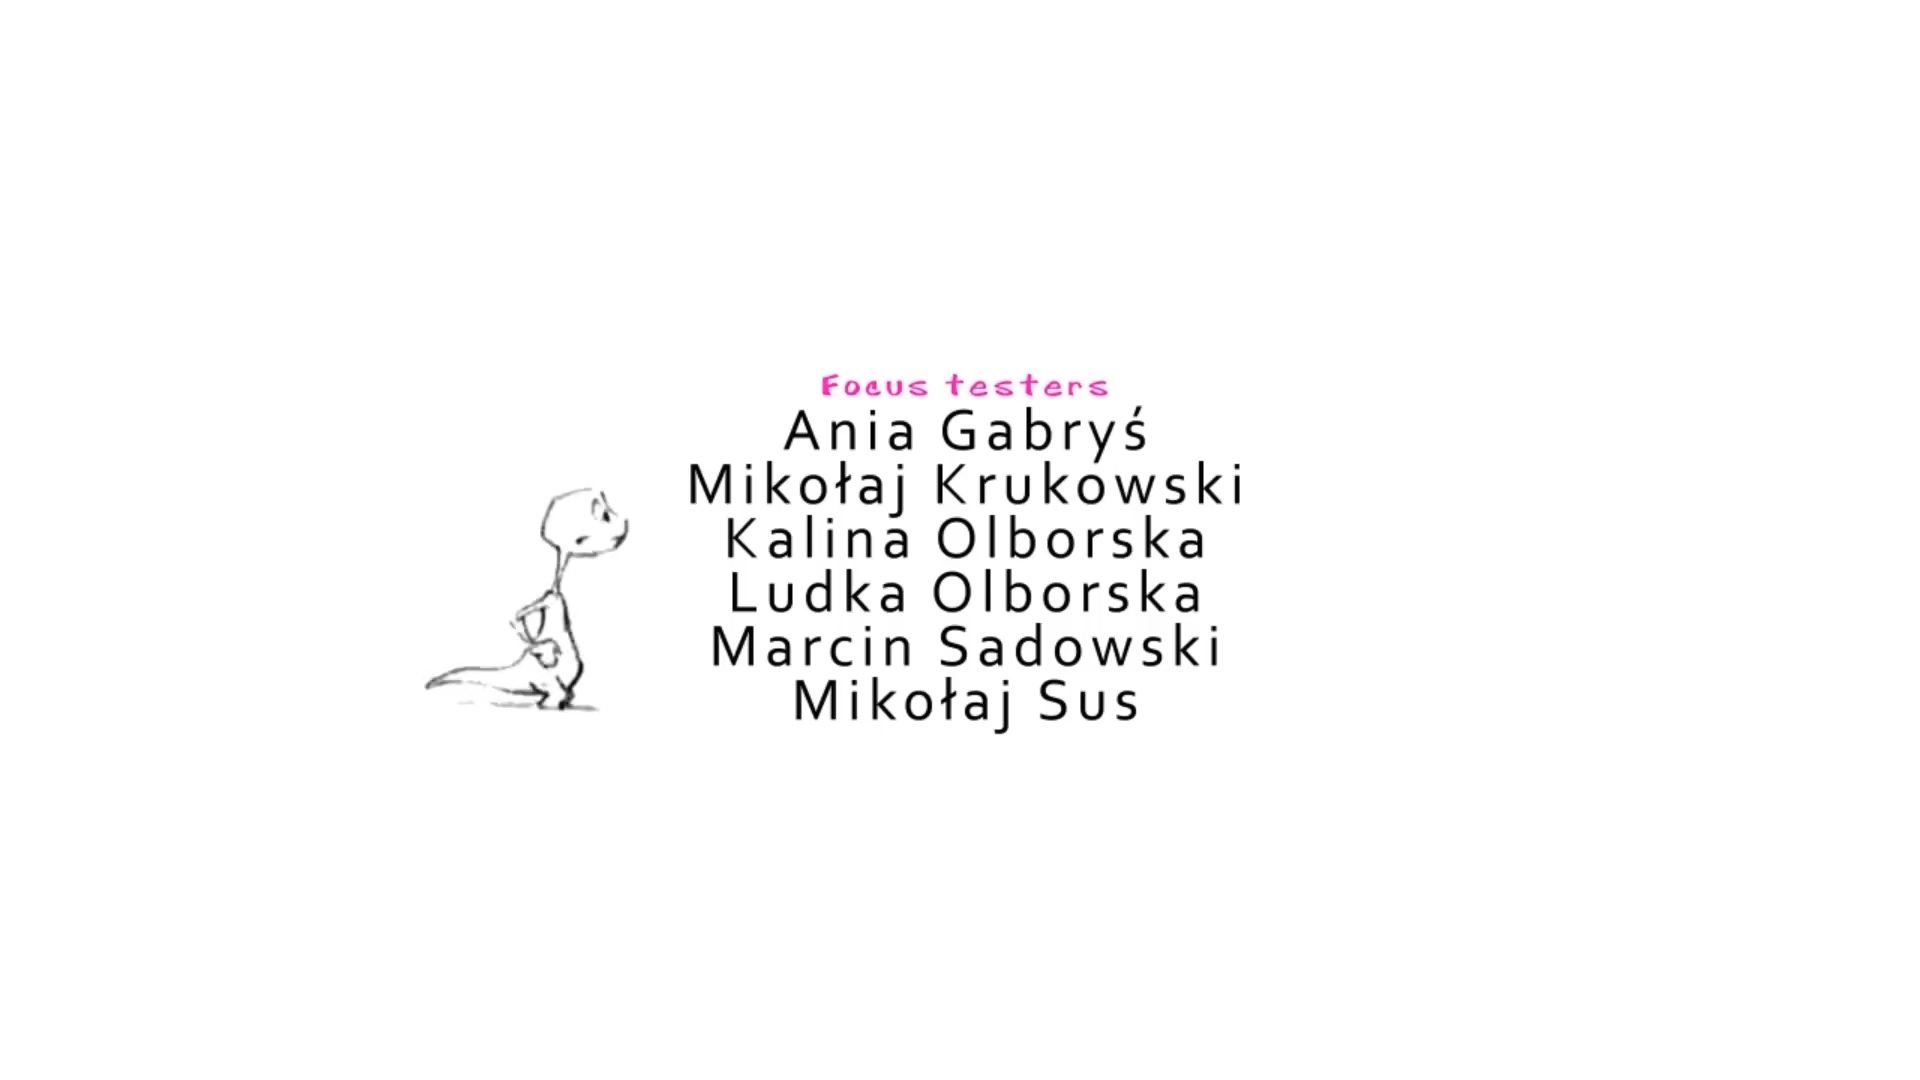 Focus testers
Ania Gabryś
Mikołaj Krukowski
Kalina Olborska
Ludka Olborska
Marcin Sadowski
Mikołaj Sus